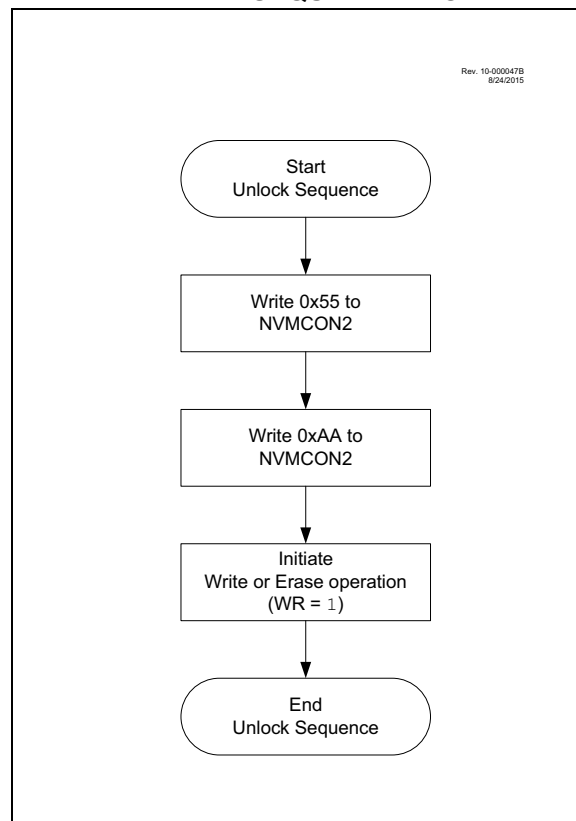 Rev. 10-000047B
8/24/2015
Start
Unlock Sequence
Write 0x55 to
NVMCON2
Write 0xAA to
NVMCON2
Initiate
Write or Erase operation
(WR = 1)
End
Unlock Sequence